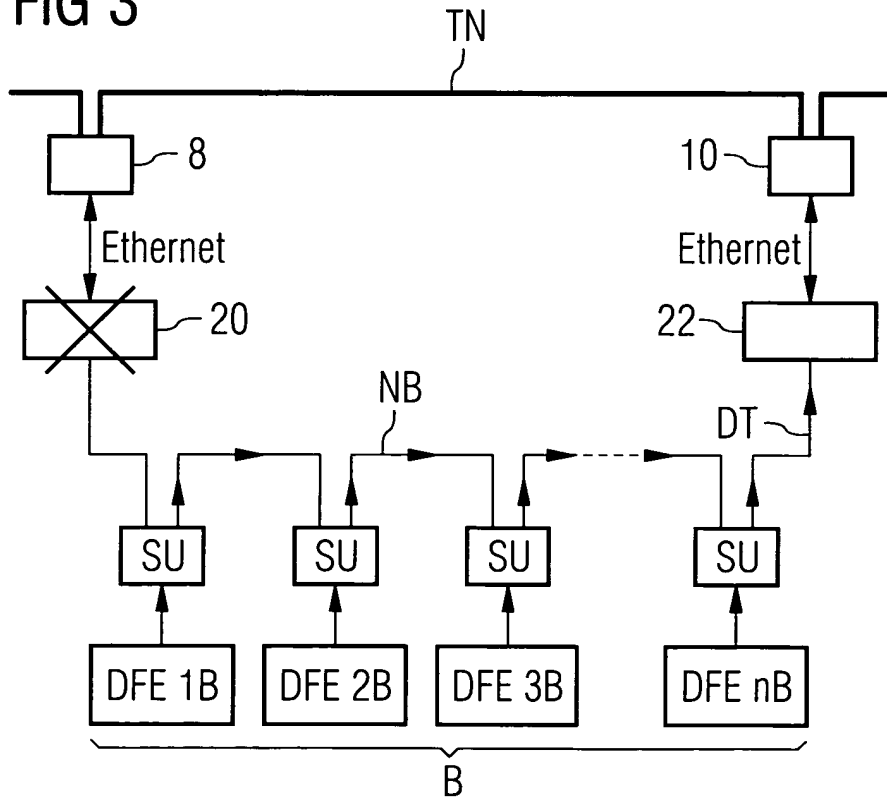 FIG 3
TN
8
10
Ethernet
Ethernet
20
22
NB
DT
SU
SU
SU
SU
DFE 1B
DFE 2B
DFE 3B
DFE nB
B